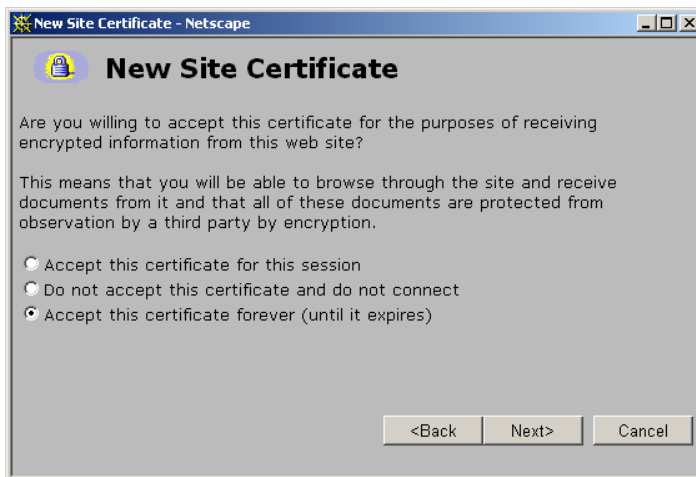 New Site Certificate - Netscape
New Site Certificate
Are you willing to accept this certificate for the purposes of receiving
encrypted information from this web site?
This means that you will be able to browse through the site and receive
documents from it and that all of these documents are protected from
observation by a third party by encryption.
Accept this certificate for this session
Do not accept this certificate and do not connect
Accept this certificate forever (until it expires)
<Back Next> Cancel